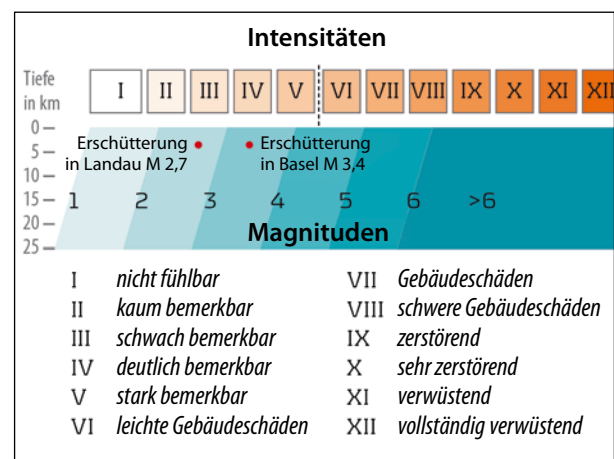 Intensitäten
Tiefe
in km
I II III IV V VI VII VIII IX X XI XII
0
5
10
15
20
25
Erschütterung
in Landau M 2,7
Erschütterung
in Basel M 3,4
1 2 3 4 5 6 >6
Magnituden
I nicht fühlbar
II kaum bemerkbar
III schwach bemerkbar
IV deutlich bemerkbar
V stark bemerkbar
VI leichte Gebäudeschäden
VII Gebäudeschäden
VIII schwere Gebäudeschäden
IX zerstörend
X sehr zerstörend
XI verwüstend
XII vollständig verwüstend